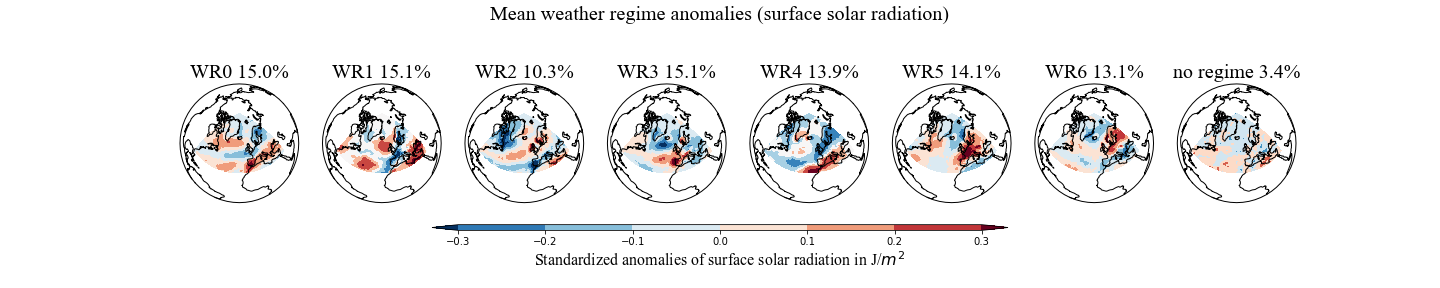 Mean weather regime anomalies (surface solar radiation)
WR0 15.0% WR1 15.1% WR2 10.3% WR3 15.1% WR4 13.9% WR5 14.1% WR6 13.1% no regime 3.4%
−0.3 −0.2 −0.1 0.0 0.1 0.2 0.3
Standardized anomalies of surface solar radiation in J/m²